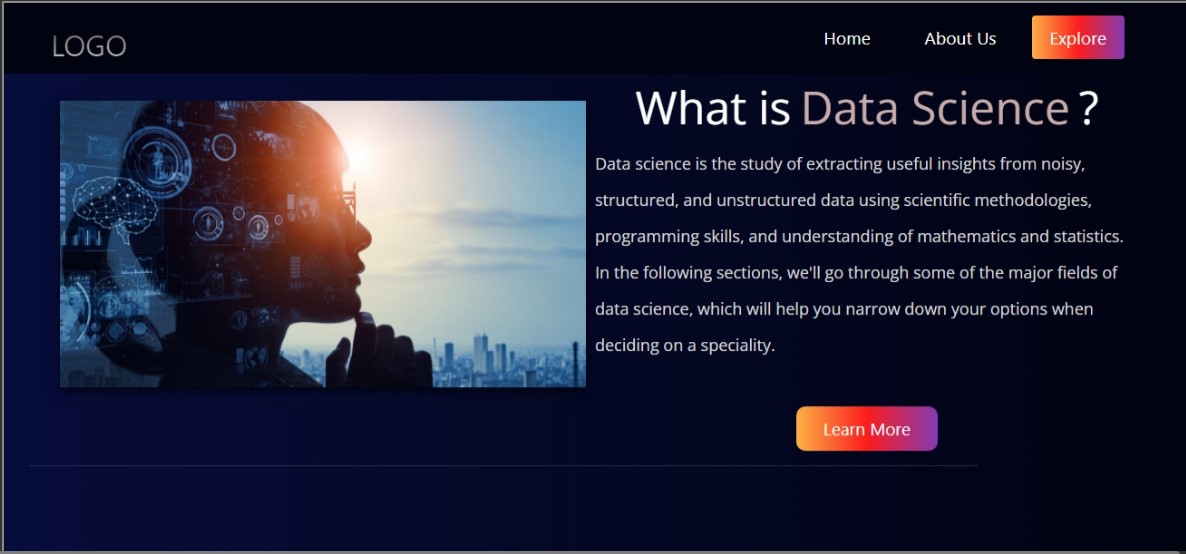 LOGO
Home
About Us
Explore
What is Data Science ?
Data science is the study of extracting useful insights from noisy,
structured, and unstructured data using scientific methodologies,
programming skills, and understanding of mathematics and statistics.
In the following sections, we'll go through some of the major fields of
data science, which will help you narrow down your options when
deciding on a speciality.
Learn More